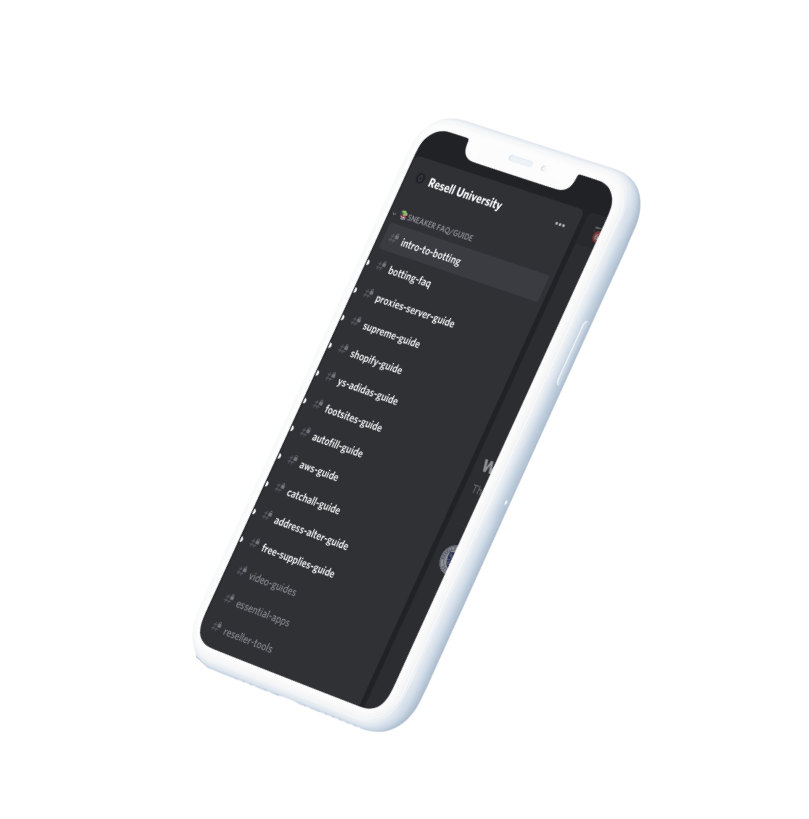 Resell University
SNEAKER FAQ/GUIDE
intro-to-botting
botting-faq
proxies-server-guide
supreme-guide
shopify-guide
ys-adidas-guide
footsites-guide
autofill-guide
aws-guide
catchall-guide
address-alter-guide
free-supplies-guide
video-guides
essential-apps
reseller-tools
W
TH